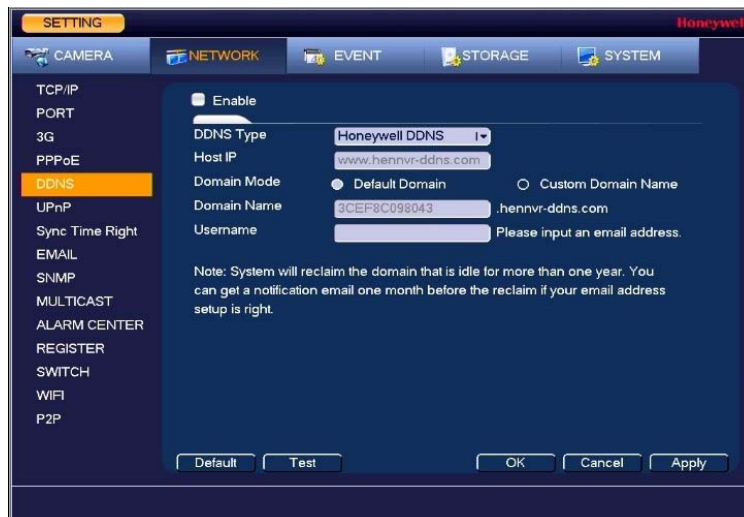 SETTING
Honeywell
CAMERA NETWORK EVENT STORAGE SYSTEM
TCP/IP
PORT
3G
PPPoE
DDNS
UPnP
Sync Time Right
EMAIL
SNMP
MULTICAST
ALARM CENTER
REGISTER
SWITCH
WIFI
P2P
Enable
DDNS Type Honeywell DDNS
Host IP www.hennvr-ddns.com
Domain Mode Default Domain Custom Domain Name
Domain Name 3CEF8C098043 .hennvr-ddns.com
Username Please input an email address.
Note: System will reclaim the domain that is idle for more than one year. You
can get a notification email one month before the reclaim if your email address
setup is right.
Default Test OK Cancel Apply